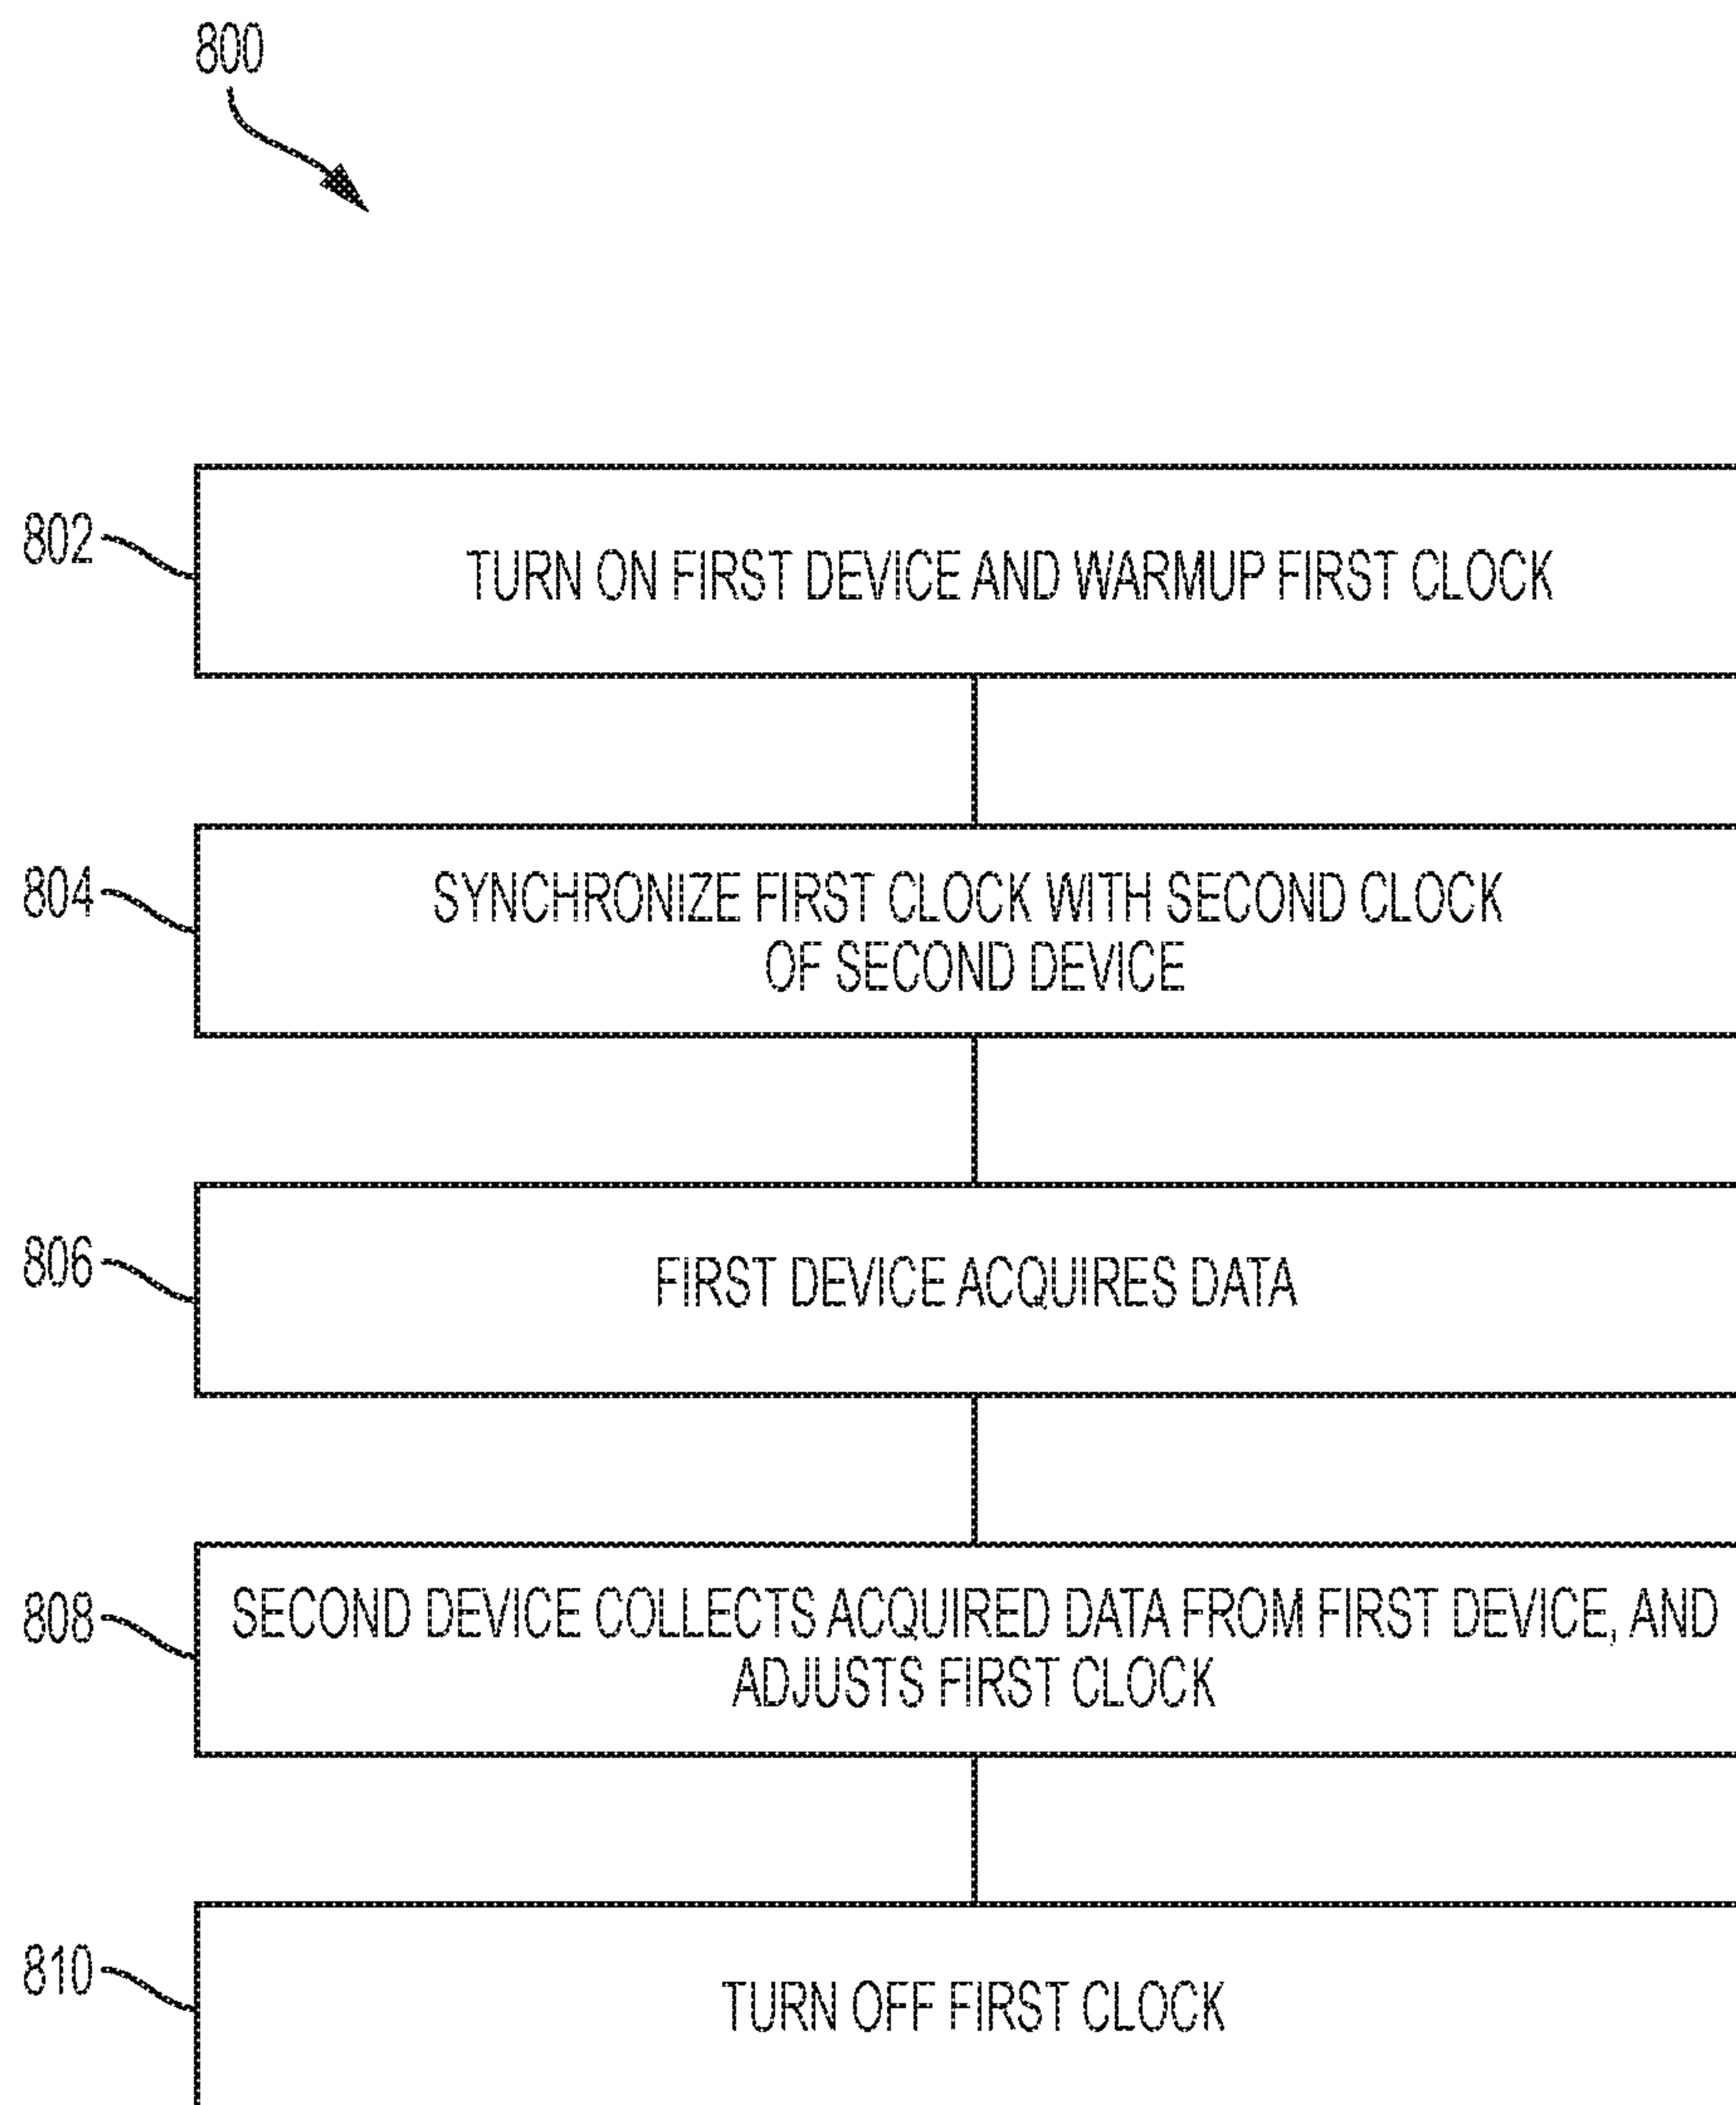 800
802
TURN ON FIRST DEVICE AND WARMUP FIRST CLOCK
804
SYNCHRONIZE FIRST CLOCK WITH SECOND CLOCK
OF SECOND DEVICE
806
FIRST DEVICE ACQUIRES DATA
808
SECOND DEVICE COLLECTS ACQUIRED DATA FROM FIRST DEVICE, AND
ADJUSTS FIRST CLOCK
810
TURN OFF FIRST CLOCK